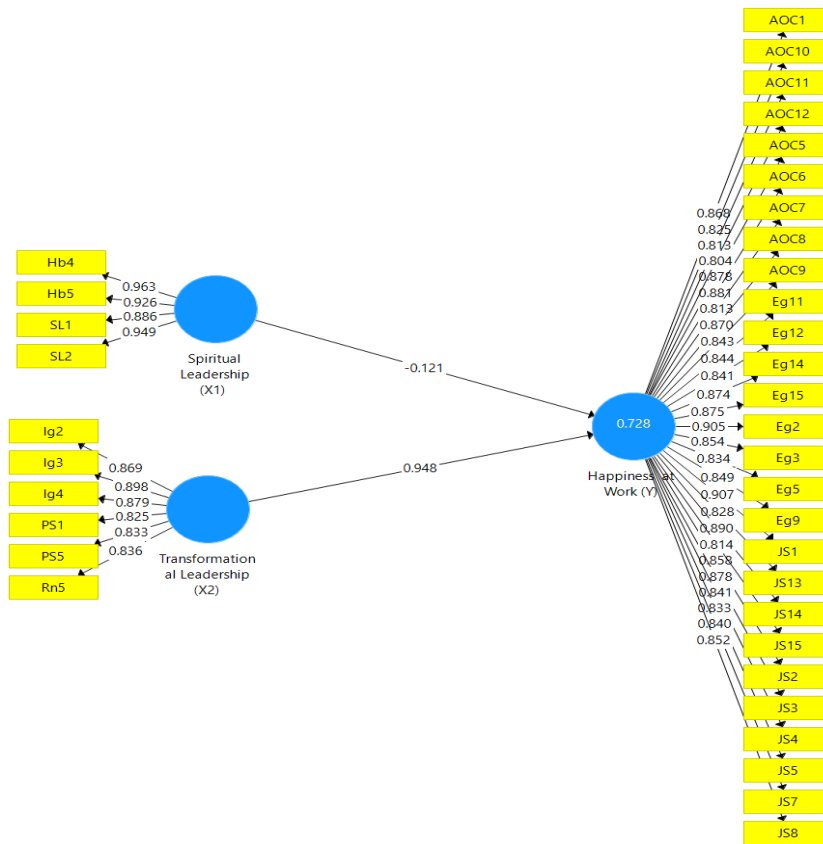 Hb4
Hb5
SL1
SL2
0.963
0.926
0.886
0.949
Spiritual
Leadership
(X1)
-0.121
Ig2
Ig3
Ig4
PS1
PS5
Rn5
0.869
0.898
0.879
0.825
0.833
0.836
Transformation
al Leadership
(X2)
0.948
0.728
Happiness at
Work (Y)
0.868
0.825
0.813
0.804
0.878
0.881
0.813
0.870
0.843
0.844
0.841
0.874
0.875
0.905
0.854
0.834
0.849
0.907
0.828
0.890
0.814
0.858
0.878
0.841
0.833
0.840
0.852
AOC1
AOC10
AOC11
AOC12
AOC5
AOC6
AOC7
AOC8
AOC9
Eg11
Eg12
Eg14
Eg15
Eg2
Eg3
Eg5
Eg9
JS1
JS13
JS14
JS15
JS2
JS3
JS4
JS5
JS7
JS8